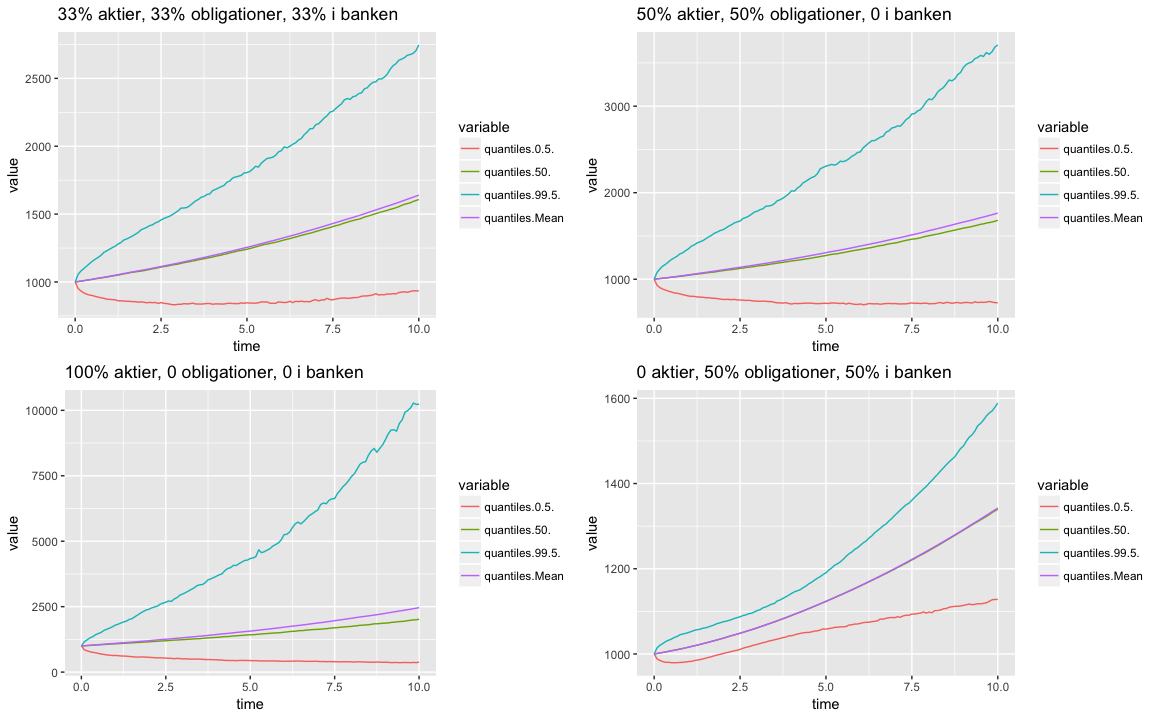 33% aktier, 33% obligationer, 33% i banken
2500
2000
1500
1000
value
0.0 2.5 5.0 7.5 10.0
time
variable
quantiles.0.5.
quantiles.50.
quantiles.99.5.
quantiles.Mean
50% aktier, 50% obligationer, 0 i banken
3000
2000
1000
value
0.0 2.5 5.0 7.5 10.0
time
variable
quantiles.0.5.
quantiles.50.
quantiles.99.5.
quantiles.Mean
100% aktier, 0 obligationer, 0 i banken
10000
7500
5000
2500
0
value
0.0 2.5 5.0 7.5 10.0
time
variable
quantiles.0.5.
quantiles.50.
quantiles.99.5.
quantiles.Mean
0 aktier, 50% obligationer, 50% i banken
1600
1400
1200
1000
value
0.0 2.5 5.0 7.5 10.0
time
variable
quantiles.0.5.
quantiles.50.
quantiles.99.5.
quantiles.Mean